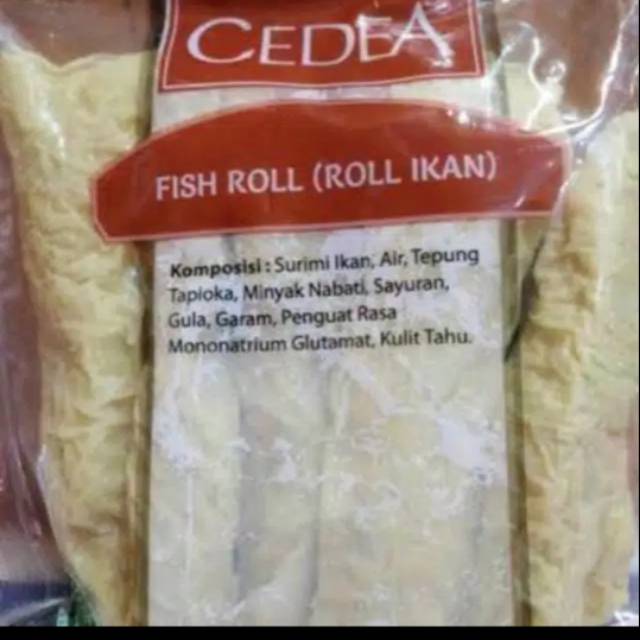 CEDEA
FISH ROLL (ROLL IKAN)
Komposisi : Surimi Ikan, Air, Tepung
Tapioka, Minyak Nabati, Sayuran,
Gula, Garam, Penguat Rasa
Mononatrium Glutamat, Kulit Tahu.